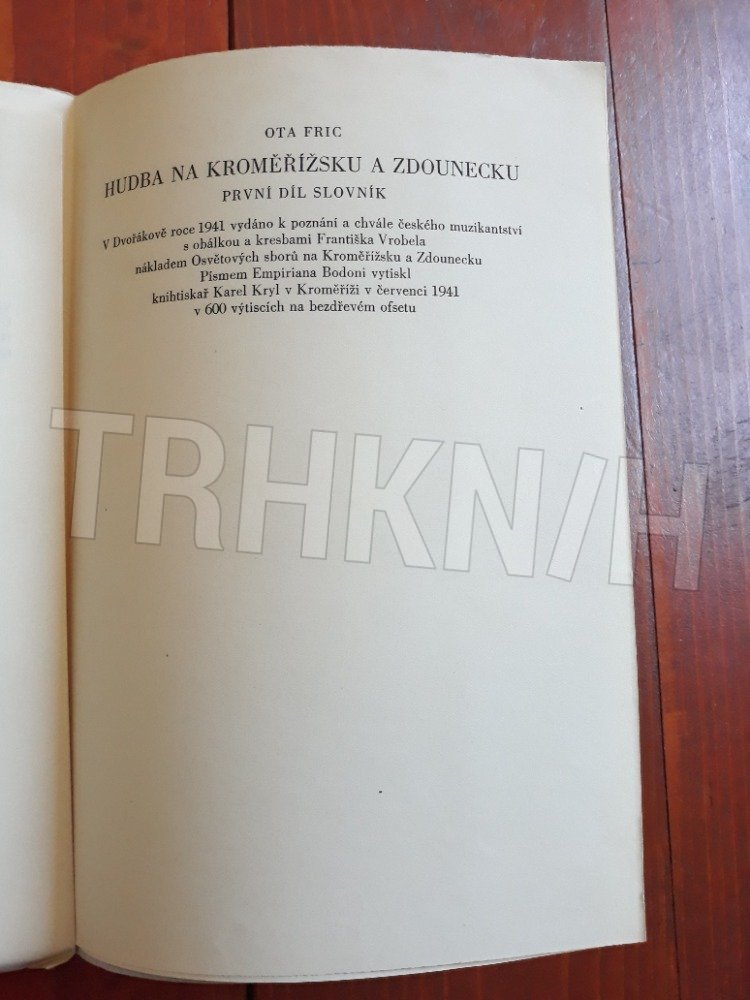 OTA FRIC
HUDBA NA KROMĚŘÍŽSKU A ZDOUNECKU
PRVNÍ DÍL SLOVNÍK
V Dvořákově roce 1941 vydáno k poznání a chvále českého muzikantství
s obálkou a kresbami Františka Vrobela
nákladem Osvětových sborů na Kroměřížsku a Zdounecku
Písmem Empiriana Bodoni vytiskl
knihtiskař Karel Kryl v Kroměříži v červenci 1941
v 600 výtiscích na bezdřevém ofsetu
TRHKN/H